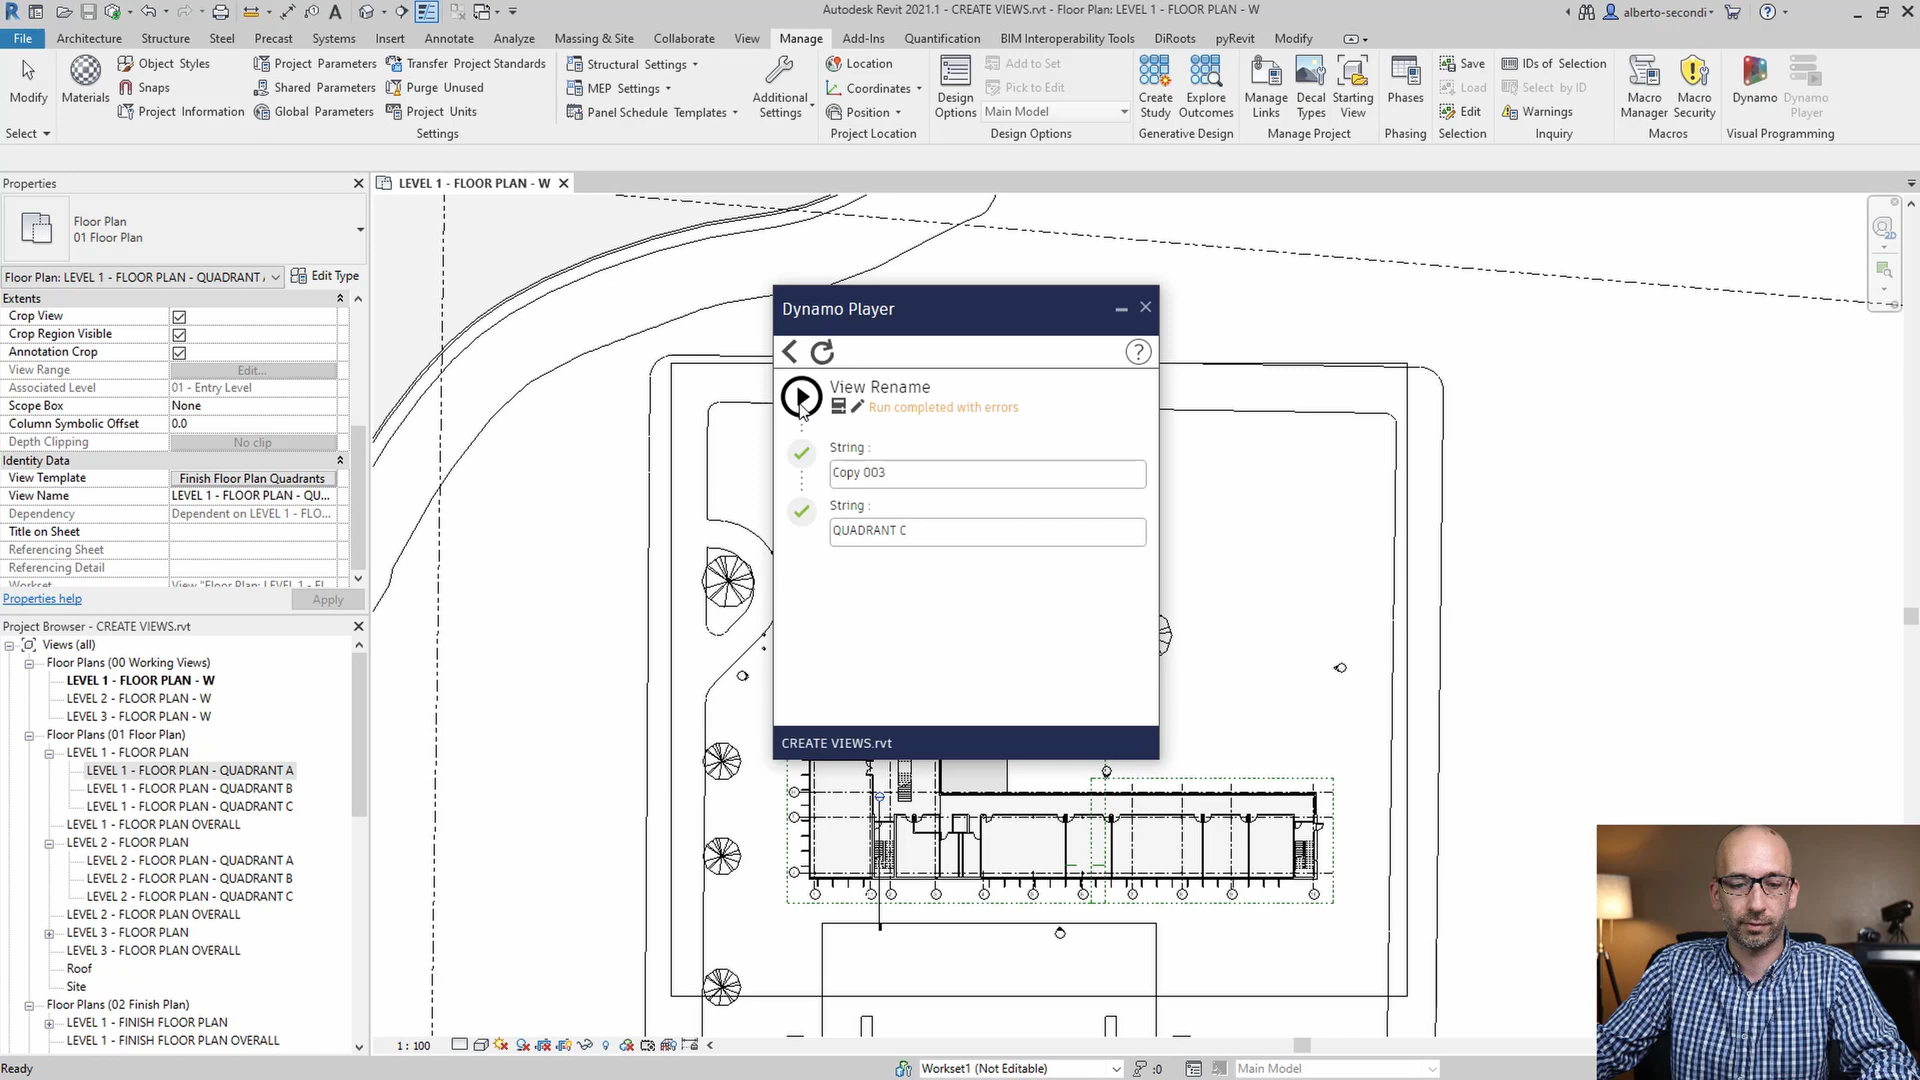 Autodesk Revit 2021.1 - CREATE VIEWS.rvt - Floor Plan: LEVEL 1 - FLOOR PLAN - W
alberto-secondi
File Architecture Structure Steel Precast Systems Insert Annotate Analyze Massing & Site Collaborate View Manage Add-Ins Quantification BIM Interoperability Tools DiRoots pyRevit Modify
Modify
Select
Materials
Object Styles
Snaps
Project Information
Project Parameters
Shared Parameters
Global Parameters
Transfer Project Standards
Purge Unused
Project Units
Settings
Structural Settings
MEP Settings
Panel Schedule Templates
Additional Settings
Location
Coordinates
Position
Project Location
Design Options
Add to Set
Pick to Edit
Main Model
Design Options
Create Study
Explore Outcomes
Generative Design
Manage Links
Decal Types
Starting View
Manage Project
Phases
Phasing
Save
Load
Edit
Selection
IDs of Selection
Select by ID
Warnings
Inquiry
Macro Manager
Macro Security
Macros
Dynamo
Dynamo Player
Visual Programming
Properties
Floor Plan
01 Floor Plan
Floor Plan: LEVEL 1 - FLOOR PLAN - QUADRANT A
Edit Type
Extents
Crop View
Crop Region Visible
Annotation Crop
View Range Edit...
Associated Level 01 - Entry Level
Scope Box None
Column Symbolic Offset 0.0
Depth Clipping No clip
Identity Data
View Template Finish Floor Plan Quadrants
View Name LEVEL 1 - FLOOR PLAN - QU...
Dependency Dependent on LEVEL 1 - FLO...
Title on Sheet
Referencing Sheet
Referencing Detail
Workset View "Floor Plan: LEVEL 1 - FL
Properties help
Apply
Project Browser - CREATE VIEWS.rvt
Views (all)
Floor Plans (00 Working Views)
LEVEL 1 - FLOOR PLAN - W
LEVEL 2 - FLOOR PLAN - W
LEVEL 3 - FLOOR PLAN - W
Floor Plans (01 Floor Plan)
LEVEL 1 - FLOOR PLAN
LEVEL 1 - FLOOR PLAN - QUADRANT A
LEVEL 1 - FLOOR PLAN - QUADRANT B
LEVEL 1 - FLOOR PLAN - QUADRANT C
LEVEL 1 - FLOOR PLAN OVERALL
LEVEL 2 - FLOOR PLAN
LEVEL 2 - FLOOR PLAN - QUADRANT A
LEVEL 2 - FLOOR PLAN - QUADRANT B
LEVEL 2 - FLOOR PLAN - QUADRANT C
LEVEL 2 - FLOOR PLAN OVERALL
LEVEL 3 - FLOOR PLAN
LEVEL 3 - FLOOR PLAN OVERALL
Roof
Site
Floor Plans (02 Finish Plan)
LEVEL 1 - FINISH FLOOR PLAN
LEVEL 1 - FINISH FLOOR PLAN OVERALL
LEVEL 1 - FLOOR PLAN - W
2D
Dynamo Player
View Rename
Run completed with errors
String :
Copy 003
String :
QUADRANT C
CREATE VIEWS.rvt
1 : 100
Ready
Workset1 (Not Editable)
:0
Main Model